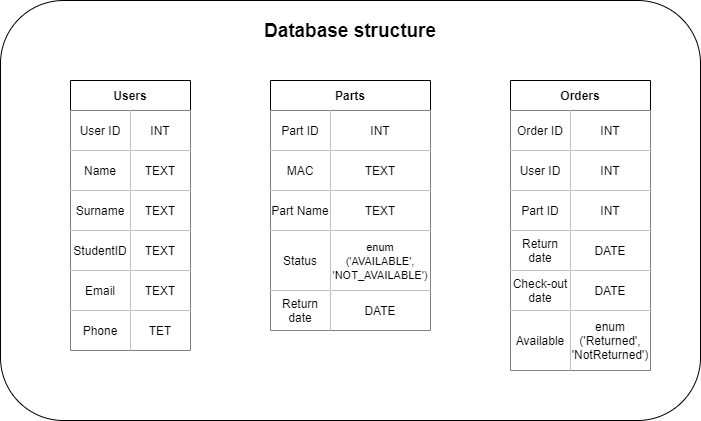 Database structure
Users
User ID INT
Name TEXT
Surname TEXT
StudentID TEXT
Email TEXT
Phone TET
Parts
Part ID INT
MAC TEXT
Part Name TEXT
Status
enum
('AVAILABLE',
'NOT_AVAILABLE')
Return
date
DATE
Orders
Order ID INT
User ID INT
Part ID INT
Return
date
DATE
Check-out
date
DATE
Available
enum
('Returned',
'NotReturned')